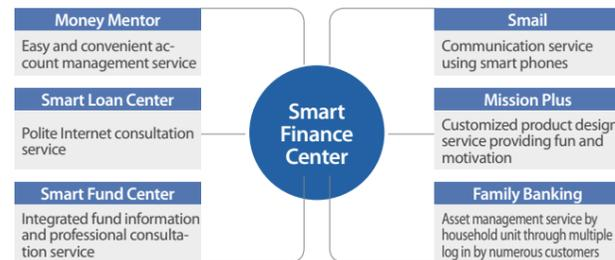 Money Mentor
Easy and convenient ac-
count management service
Smart Loan Center
Polite Internet consultation
service
Smart Fund Center
Integrated fund information
and professional consulta-
tion service
Smart
Finance
Center
Smail
Communication service
using smart phones
Mission Plus
Customized product design
service providing fun and
motivation
Family Banking
Asset management service by
household unit through multiple
log in by numerous customers